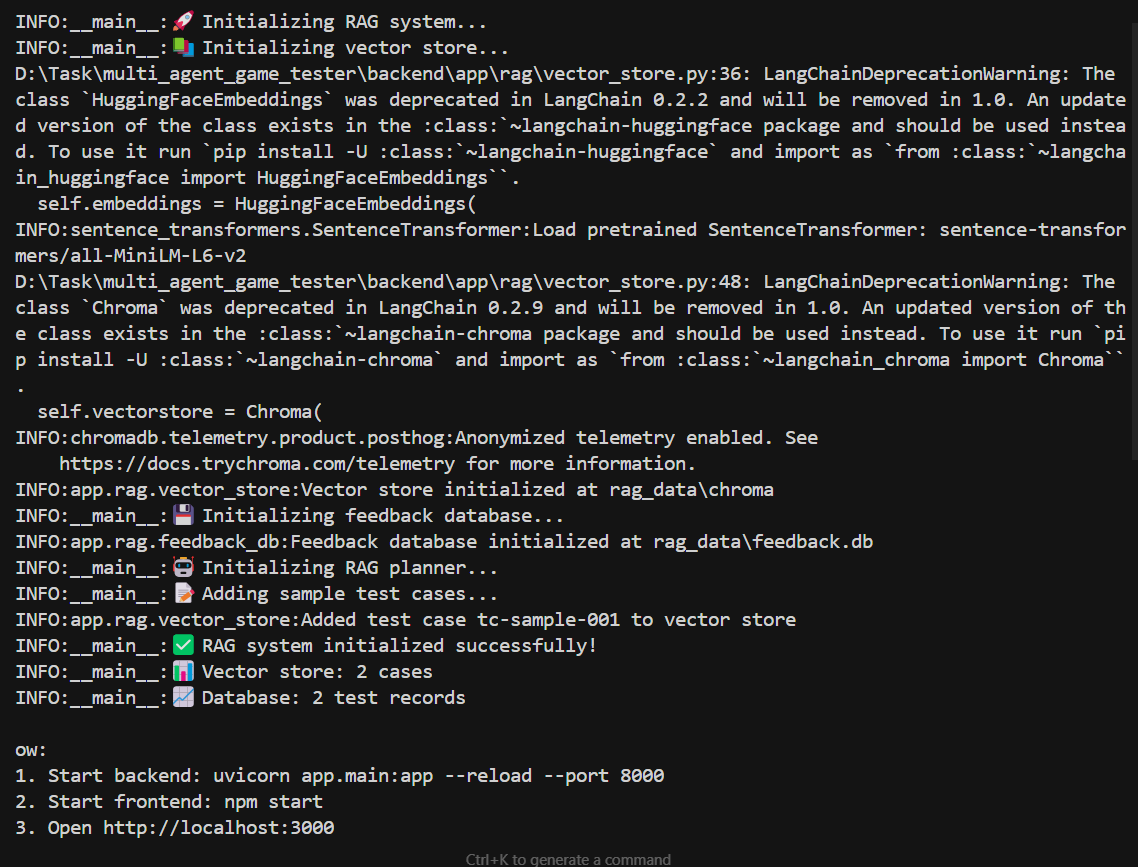 INFO:__main__:🚀 Initializing RAG system...
INFO:__main__:📚 Initializing vector store...
D:\Task\multi_agent_game_tester\backend\app\rag\vector_store.py:36: LangChainDeprecationWarning: The
class `HuggingFaceEmbeddings` was deprecated in LangChain 0.2.2 and will be removed in 1.0. An update
d version of the class exists in the :class:`~langchain-huggingface package and should be used instea
d. To use it run `pip install -U :class:`~langchain-huggingface` and import as `from :class:`~langcha
in_huggingface import HuggingFaceEmbeddings``.
  self.embeddings = HuggingFaceEmbeddings(
INFO:sentence_transformers.SentenceTransformer:Load pretrained SentenceTransformer: sentence-transfor
mers/all-MiniLM-L6-v2
D:\Task\multi_agent_game_tester\backend\app\rag\vector_store.py:48: LangChainDeprecationWarning: The
class `Chroma` was deprecated in LangChain 0.2.9 and will be removed in 1.0. An updated version of th
e class exists in the :class:`~langchain-chroma package and should be used instead. To use it run `pi
p install -U :class:`~langchain-chroma` and import as `from :class:`~langchain_chroma import Chroma``
.
  self.vectorstore = Chroma(
INFO:chromadb.telemetry.product.posthog:Anonymized telemetry enabled. See
    https://docs.trychroma.com/telemetry for more information.
INFO:app.rag.vector_store:Vector store initialized at rag_data\chroma
INFO:__main__:💾 Initializing feedback database...
INFO:app.rag.feedback_db:Feedback database initialized at rag_data\feedback.db
INFO:__main__:🤖 Initializing RAG planner...
INFO:__main__:📝 Adding sample test cases...
INFO:app.rag.vector_store:Added test case tc-sample-001 to vector store
INFO:__main__:✅ RAG system initialized successfully!
INFO:__main__:📊 Vector store: 2 cases
INFO:__main__:📈 Database: 2 test records
ow:
1. Start backend: uvicorn app.main:app --reload --port 8000
2. Start frontend: npm start
3. Open http://localhost:3000
Ctrl+K to generate a command